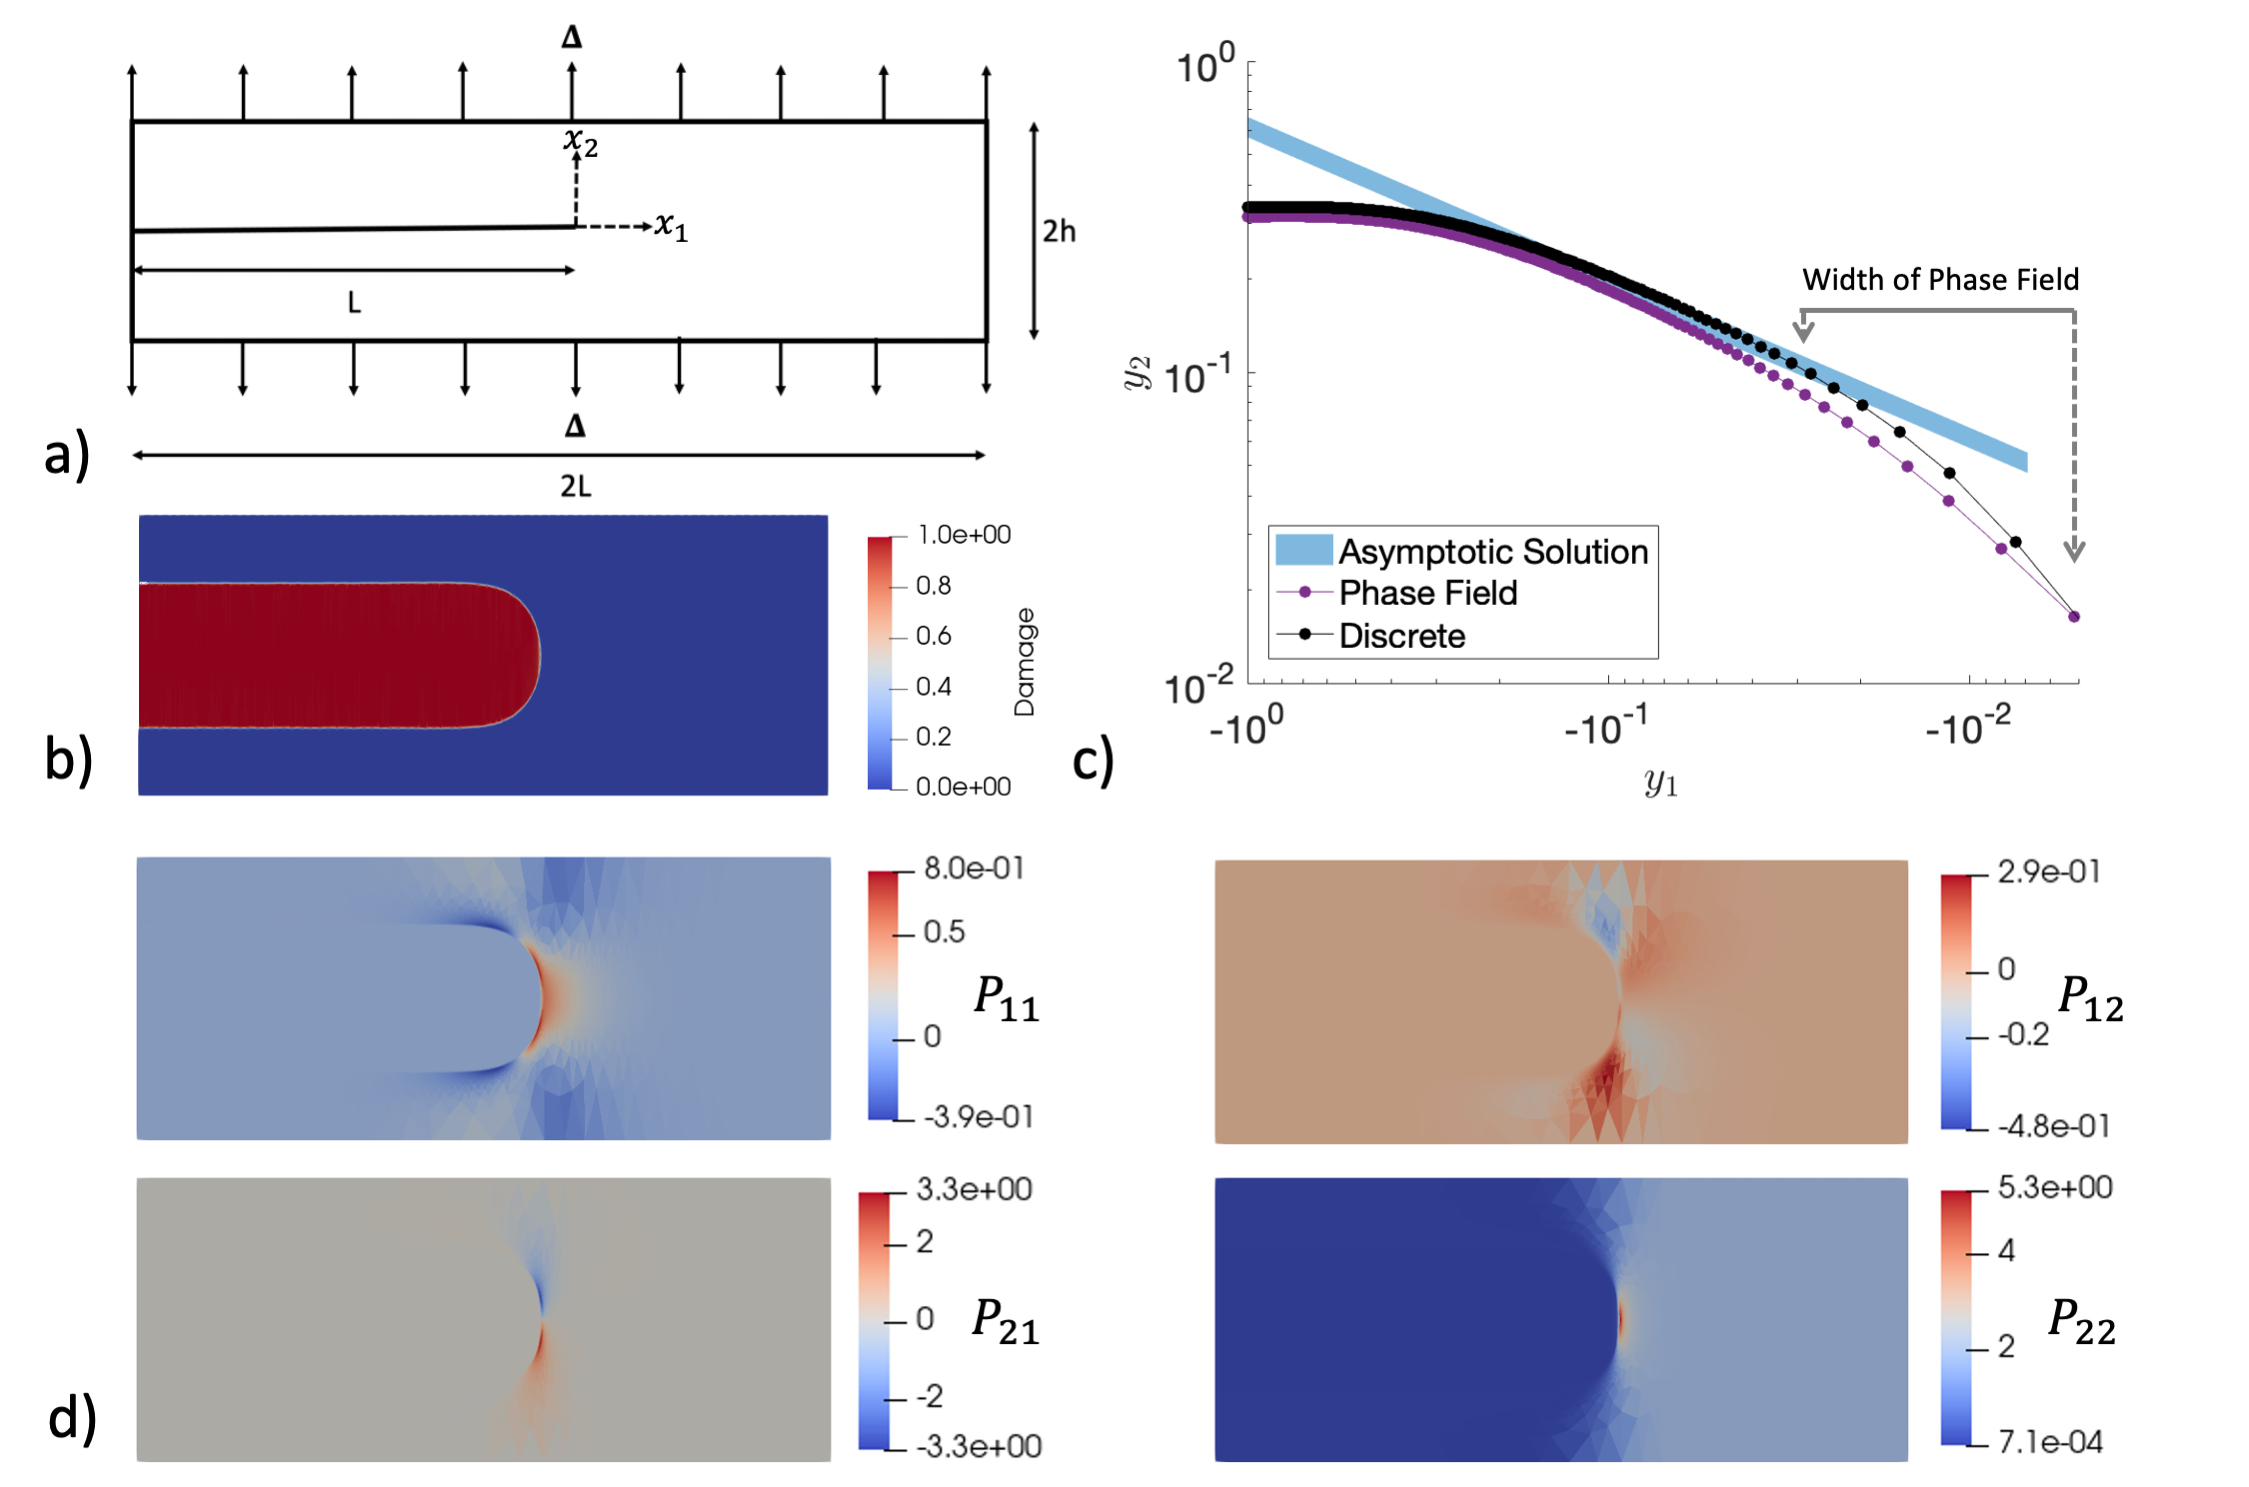 Δ
x₂
x₁
2h
L
Δ
a)
2L
1.0e+00
0.8
0.6
0.4
0.2
0.0e+00
Damage
b)
10⁰
10⁻¹
10⁻²
y₂
Width of Phase Field
Asymptotic Solution
Phase Field
Discrete
-10⁰
-10⁻¹
-10⁻²
y₁
c)
8.0e-01
0.5
0
-3.9e-01
P₁₁
2.9e-01
0
-0.2
-4.8e-01
P₁₂
3.3e+00
2
0
-2
-3.3e+00
P₂₁
5.3e+00
4
2
7.1e-04
P₂₂
d)